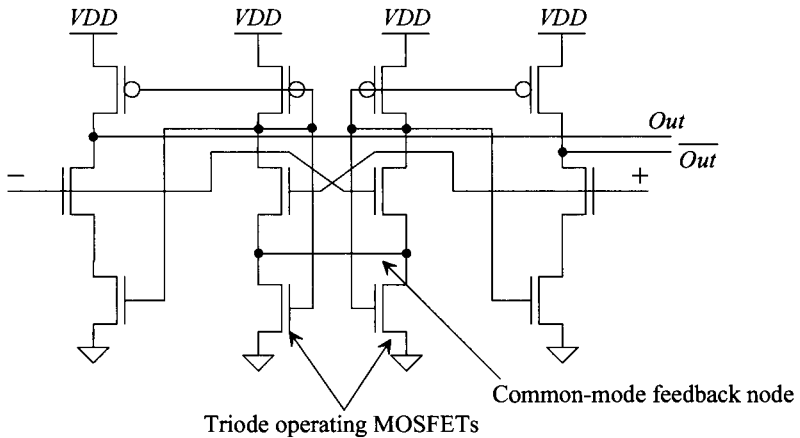 VDD VDD VDD VDD
Out
Out
−
+
Common-mode feedback node
Triode operating MOSFETs